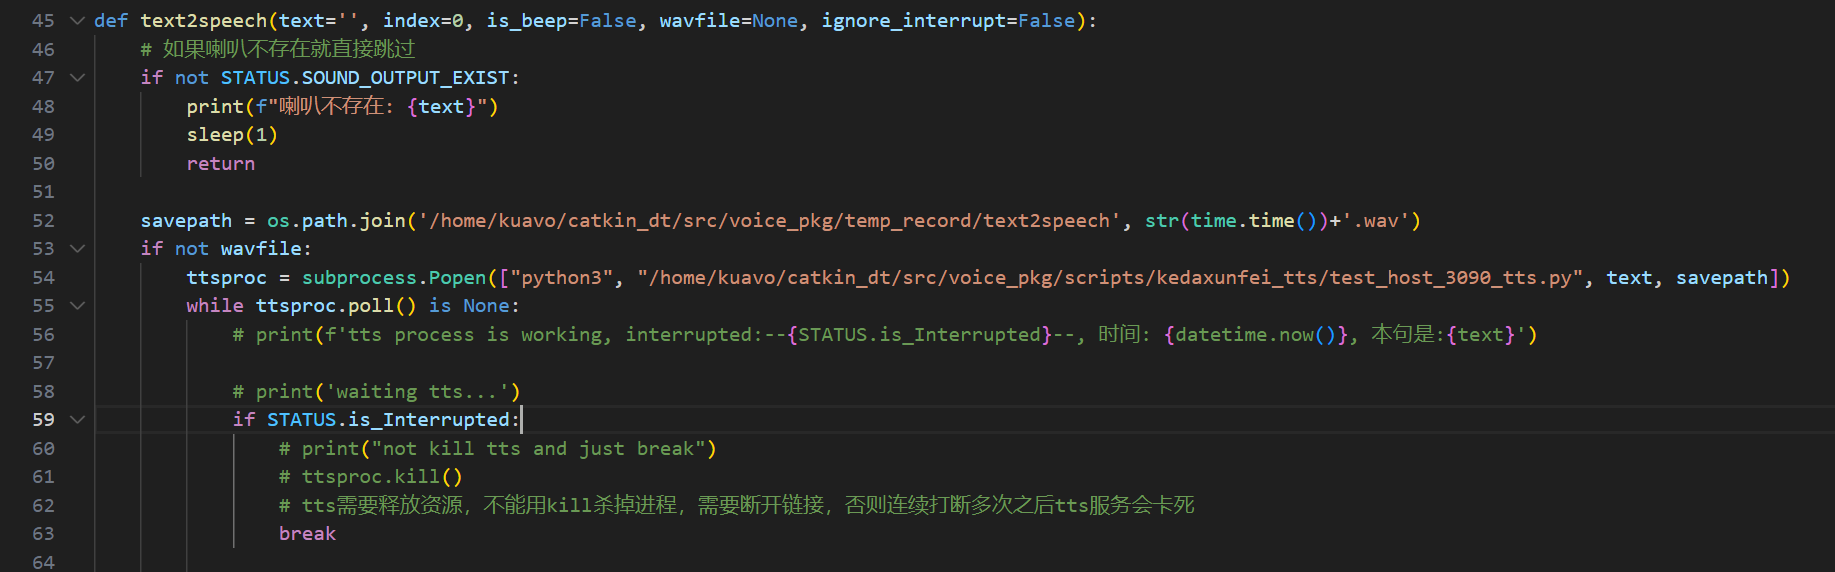 45 def text2speech(text='', index=0, is_beep=False, wavfile=None, ignore_interrupt=False):
46 # 如果喇叭不存在就直接跳过
47 if not STATUS.SOUND_OUTPUT_EXIST:
48 print(f"喇叭不存在: {text}")
49 sleep(1)
50 return
51
52 savepath = os.path.join('/home/kuavo/catkin_dt/src/voice_pkg/temp_record/text2speech', str(time.time())+'.wav')
53 if not wavfile:
54 ttsproc = subprocess.Popen(["python3", "/home/kuavo/catkin_dt/src/voice_pkg/scripts/kedaxunfei_tts/test_host_3090_tts.py", text, savepath])
55 while ttsproc.poll() is None:
56 # print(f'tts process is working, interrupted:--{STATUS.is_Interrupted}--, 时间: {datetime.now()}, 本句是:{text}')
57
58 # print('waiting tts...')
59 if STATUS.is_Interrupted:
60 # print("not kill tts and just break")
61 # ttsproc.kill()
62 # tts需要释放资源，不能用kill杀掉进程，需要断开链接，否则连续打断多次之后tts服务会卡死
63 break
64